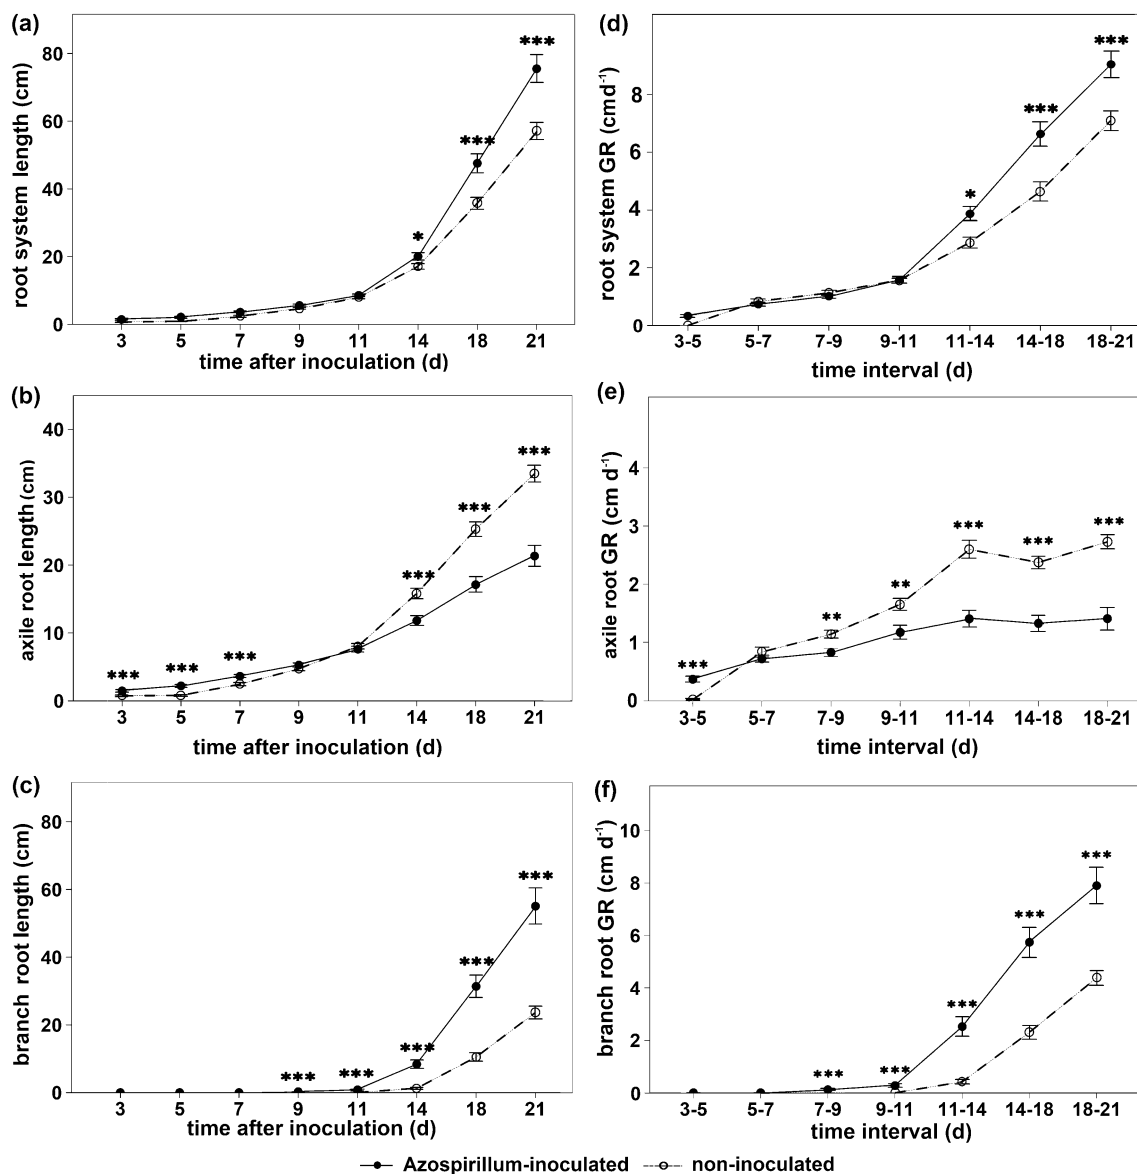 (a)
root system length (cm)
80
60
40
20
0
*
***
***
3 5 7 9 11 14 18 21
time after inoculation (d)
(d)
root system GR (cmd-1)
8
6
4
2
0
*
***
***
3-5 5-7 7-9 9-11 11-14 14-18 18-21
time interval (d)
(b)
axile root length (cm)
40
30
20
10
0
***
***
***
***
***
***
3 5 7 9 11 14 18 21
time after inoculation (d)
(e)
axile root GR (cm d-1)
4
3
2
1
0
***
**
**
***
***
***
3-5 5-7 7-9 9-11 11-14 14-18 18-21
time interval (d)
(c)
branch root length (cm)
80
60
40
20
0
***
***
***
***
***
3 5 7 9 11 14 18 21
time after inoculation (d)
(f)
branch root GR (cm d-1)
10
8
6
4
2
0
***
***
***
***
***
3-5 5-7 7-9 9-11 11-14 14-18 18-21
time interval (d)
Azospirillum-inoculated non-inoculated